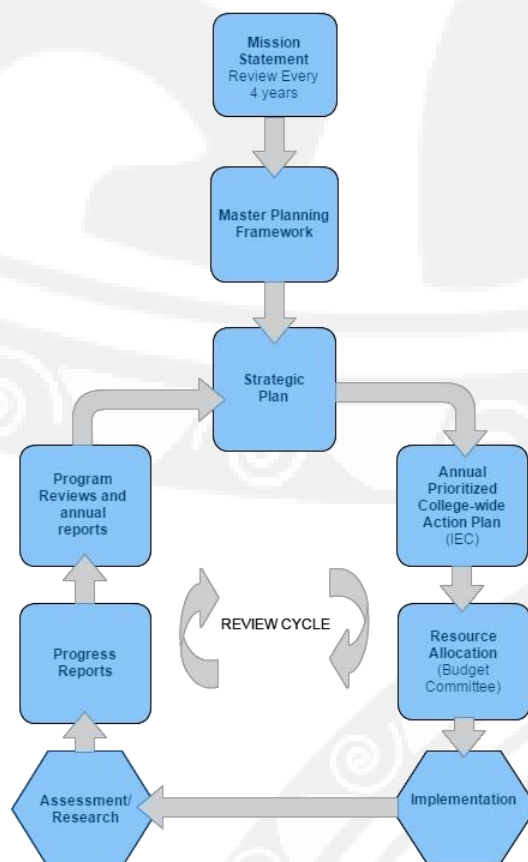 Mission
Statement
Review Every
4 years
Master Planning
Framework
Strategic
Plan
Program
Reviews and
annual
reports
Annual
Prioritized
College-wide
Action Plan
(IEC)
REVIEW CYCLE
Progress
Reports
Resource
Allocation
(Budget
Committee)
Assessment/
Research
Implementation